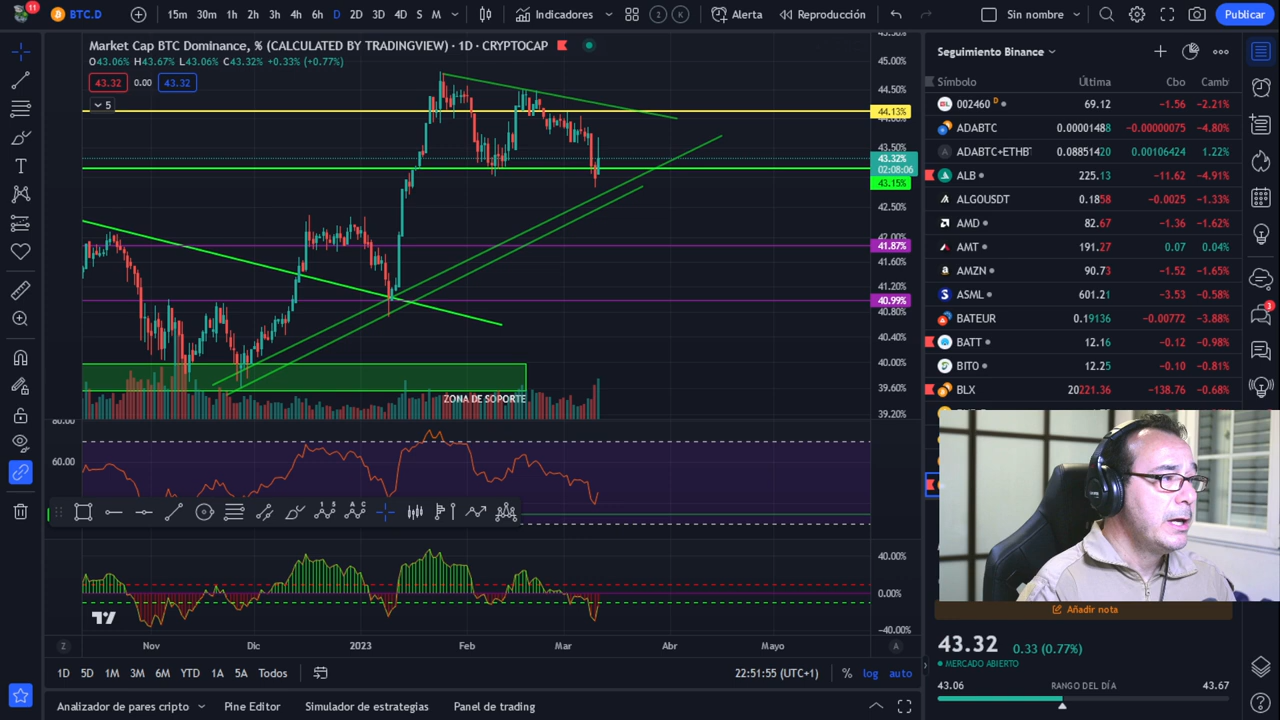 11
BTC.D
15m 30m 1h 2h 3h 4h 6h D 2D 3D 4D S M
Indicadores
2 K
Alerta
Reproducción
Sin nombre
Publicar
Market Cap BTC Dominance, % (CALCULATED BY TRADINGVIEW) · 1D · CRYPTOCAP
O43.06% H43.67% L43.06% C43.32% +0.33% (+0.77%)
43.32 0.00 43.32
5
45.00%
44.50%
44.13%
43.50%
43.32%
02:08:06
43.15%
42.50%
42.00%
41.87%
41.60%
41.20%
40.99%
40.80%
40.40%
40.00%
39.60%
39.20%
ZONA DE SOPORTE
80.00
60.00
40.00%
0.00%
−40.00%
Z Nov Dic 2023 Feb Mar Abr Mayo A
1D 5D 1M 3M 6M YTD 1A 5A Todos
22:51:55 (UTC+1) % log auto
Analizador de pares cripto Pine Editor Simulador de estrategias Panel de trading
Seguimiento Binance
Símbolo Última Cbo Camb
002460 D 69.12 −1.56 −2.21%
ADABTC 0.00001488 −0.00000075 −4.80%
ADABTC+ETHBT 0.08851420 0.00106424 1.22%
ALB 225.13 −11.62 −4.91%
ALGOUSDT 0.1858 −0.0025 −1.33%
AMD 82.67 −1.36 −1.62%
AMT 191.27 0.07 0.04%
AMZN 90.73 −1.52 −1.65%
ASML 601.21 −3.53 −0.58%
BATEUR 0.19136 −0.00772 −3.88%
BATT 12.16 −0.12 −0.98%
BITO 12.25 −0.10 −0.81%
BLX 20221.36 −138.76 −0.68%
Añadir nota
43.32 0.33 (0.77%)
MERCADO ABIERTO
43.06 RANGO DEL DÍA 43.67
3